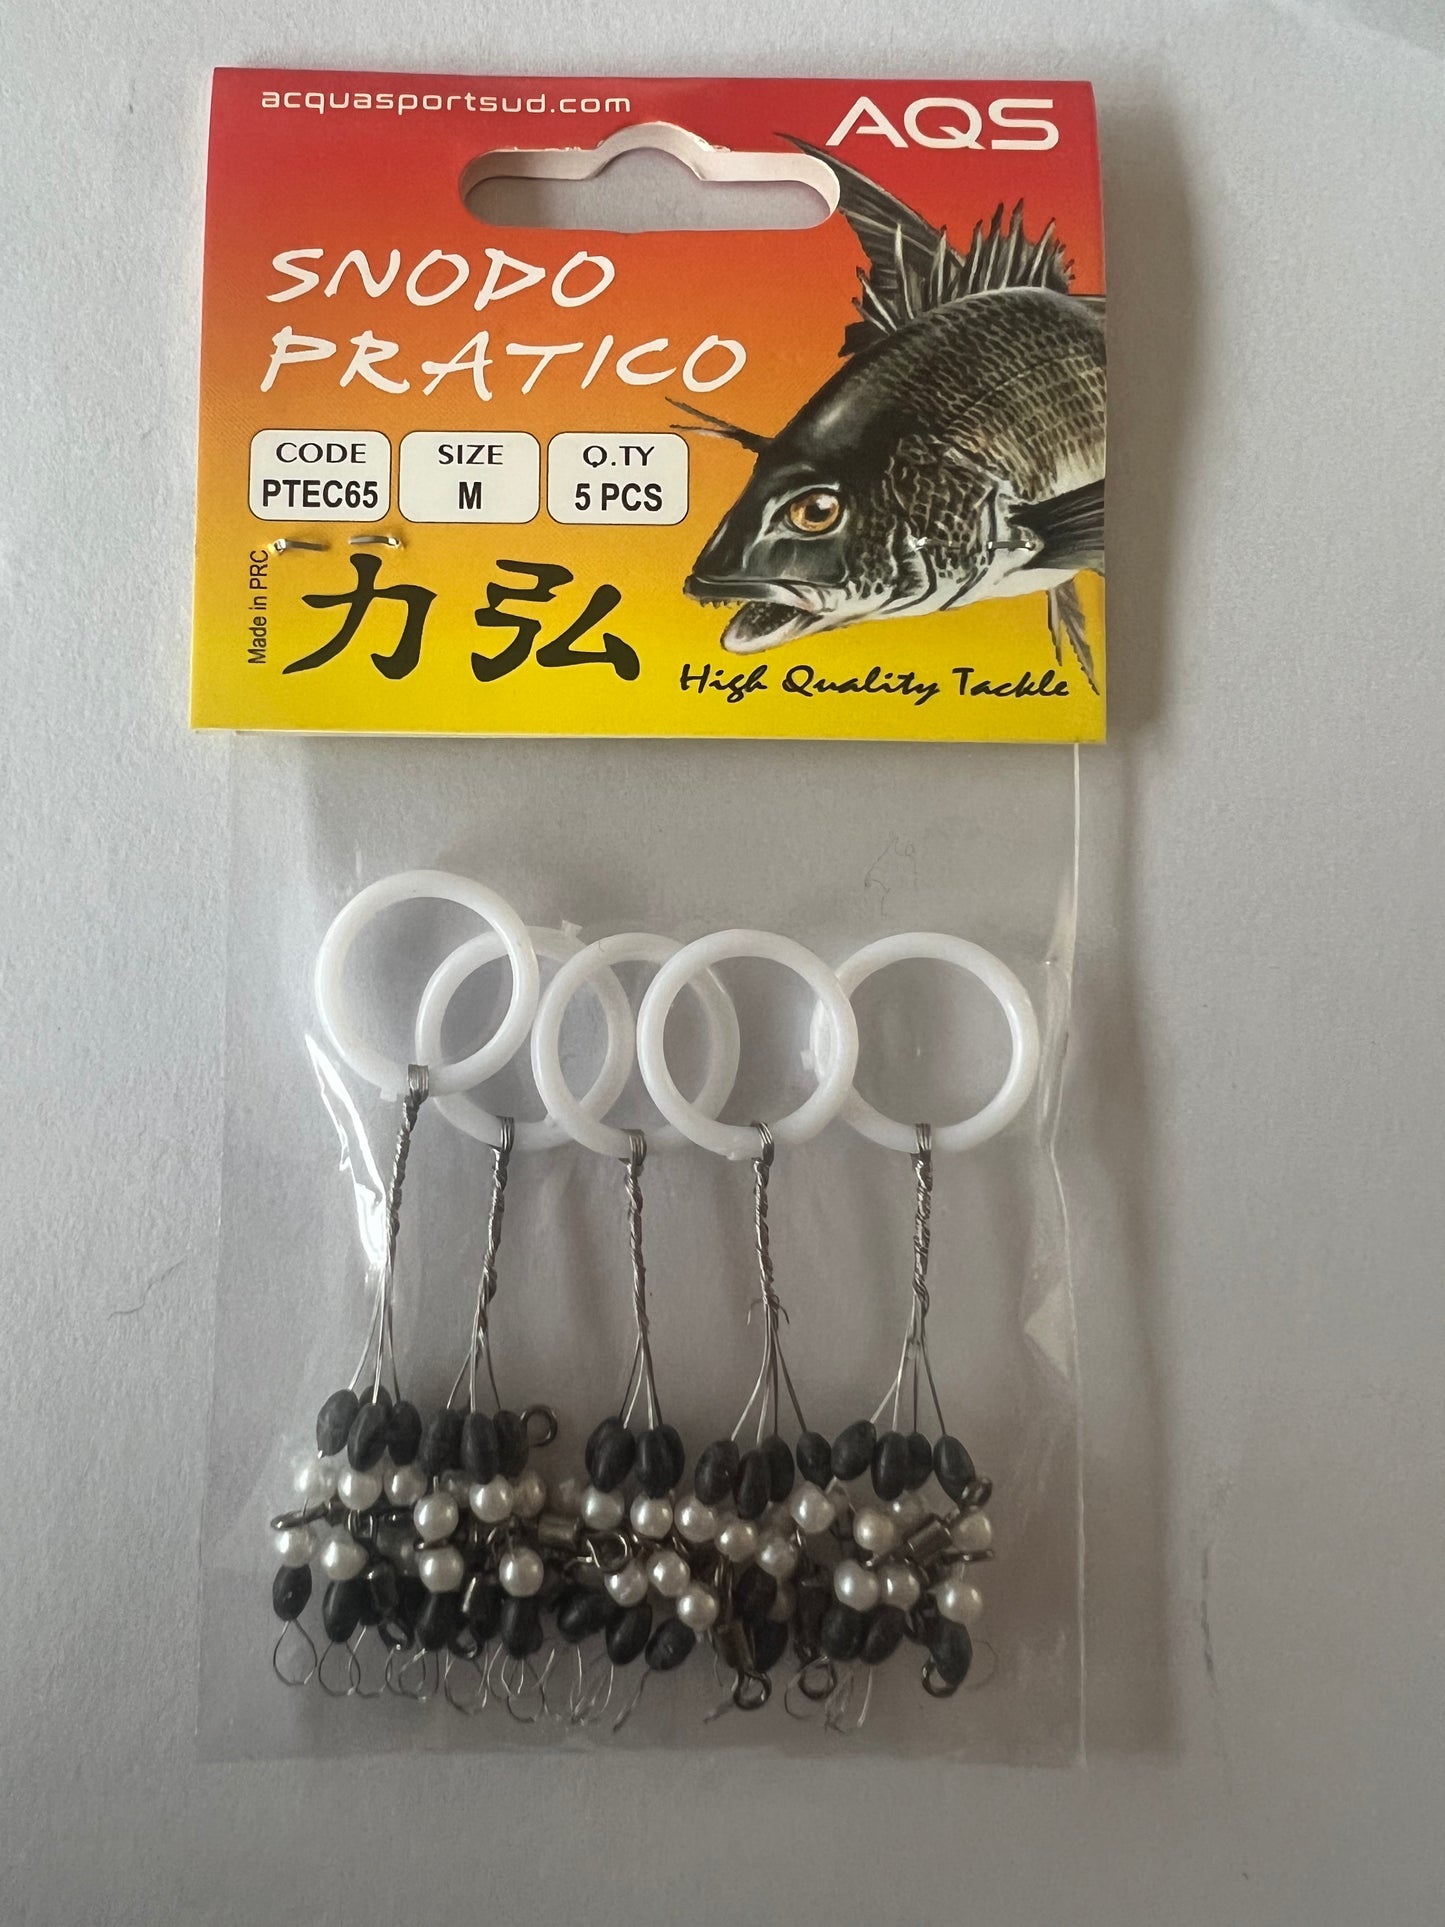 acquasportsud.com
AQS
SNODO
PRATICO
CODE
PTEC65
SIZE
M
Q.TY
5 PCS
Made in PRC
力弘
High Quality Tackle